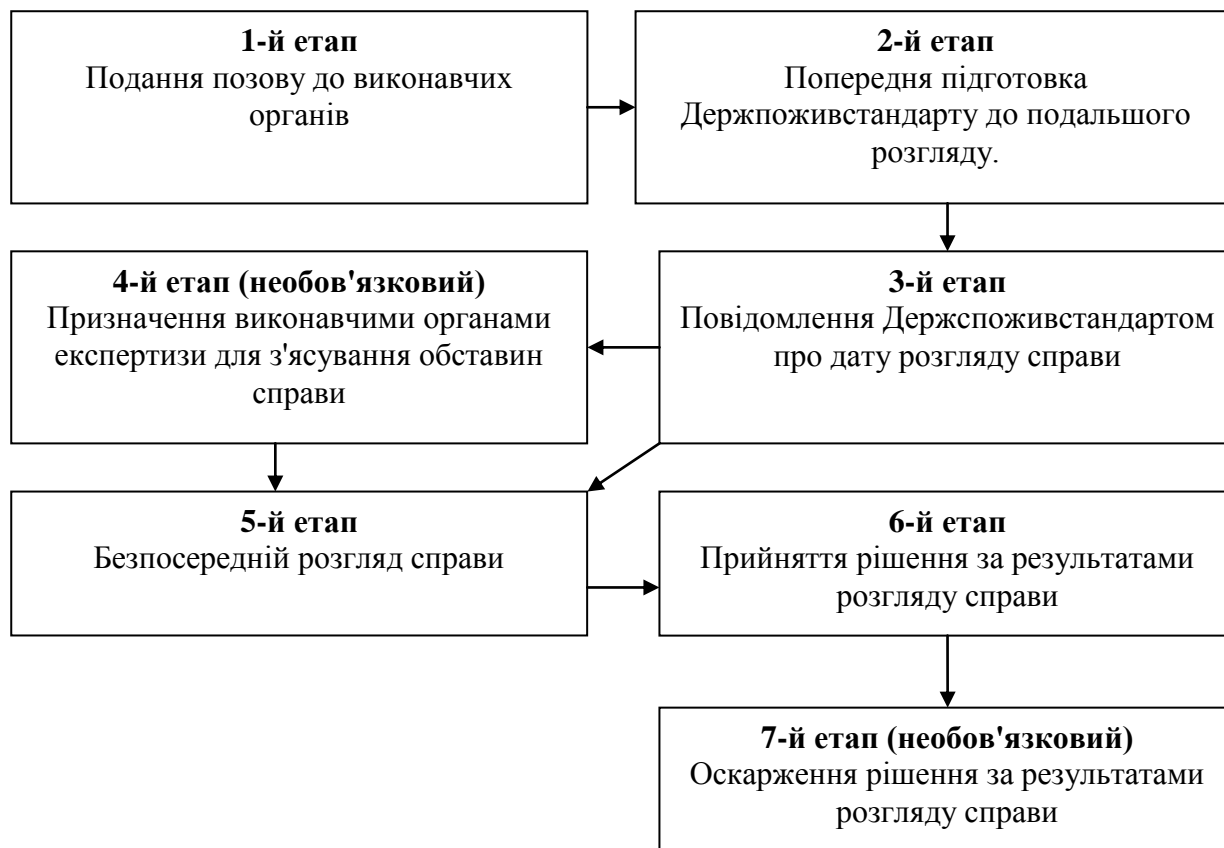 1-й етап
Подання позову до виконавчих
органів
2-й етап
Попередня підготовка
Держпоживстандарту до подальшого
розгляду.
4-й етап (необов'язковий)
Призначення виконавчими органами
експертизи для з'ясування обставин
справи
3-й етап
Повідомлення Держспоживстандартом
про дату розгляду справи
5-й етап
Безпосередній розгляд справи
6-й етап
Прийняття рішення за результатами
розгляду справи
7-й етап (необов'язковий)
Оскарження рішення за результатами
розгляду справи